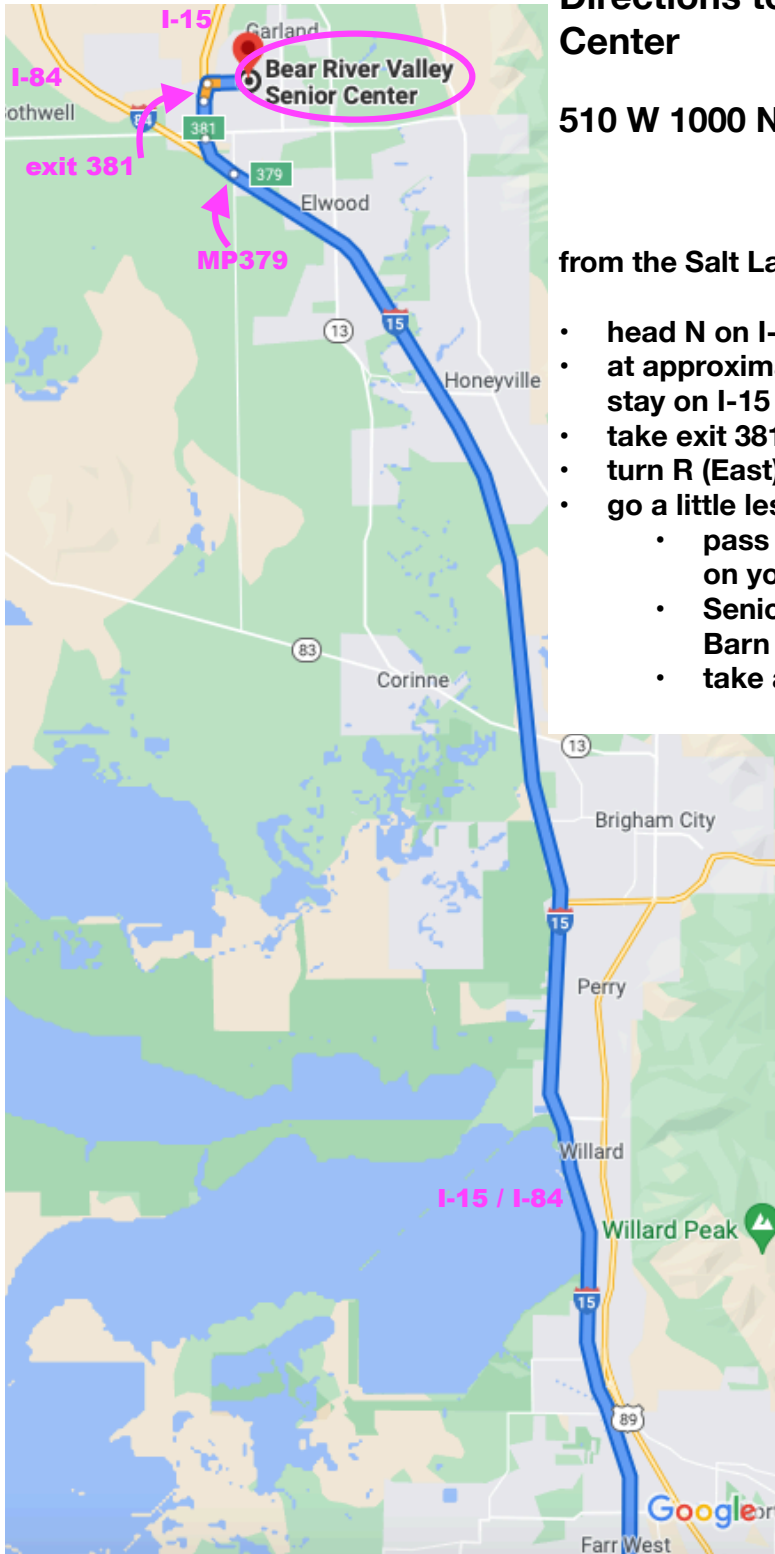 Directions to
Center
510 W 1000 N
from the Salt La
• head N on I-
• at approxima
stay on I-15
• take exit 381
• turn R (East)
• go a little les
• pass
on yo
• Senio
Barn
• take a
I-15
Garland
Bear River Valley
Senior Center
I-84
Bothwell
84
381
exit 381
379
Elwood
MP379
13
15
Honeyville
83
Corinne
13
Brigham City
15
Perry
Willard
I-15 / I-84
Willard Peak
15
89
Google
Farr West